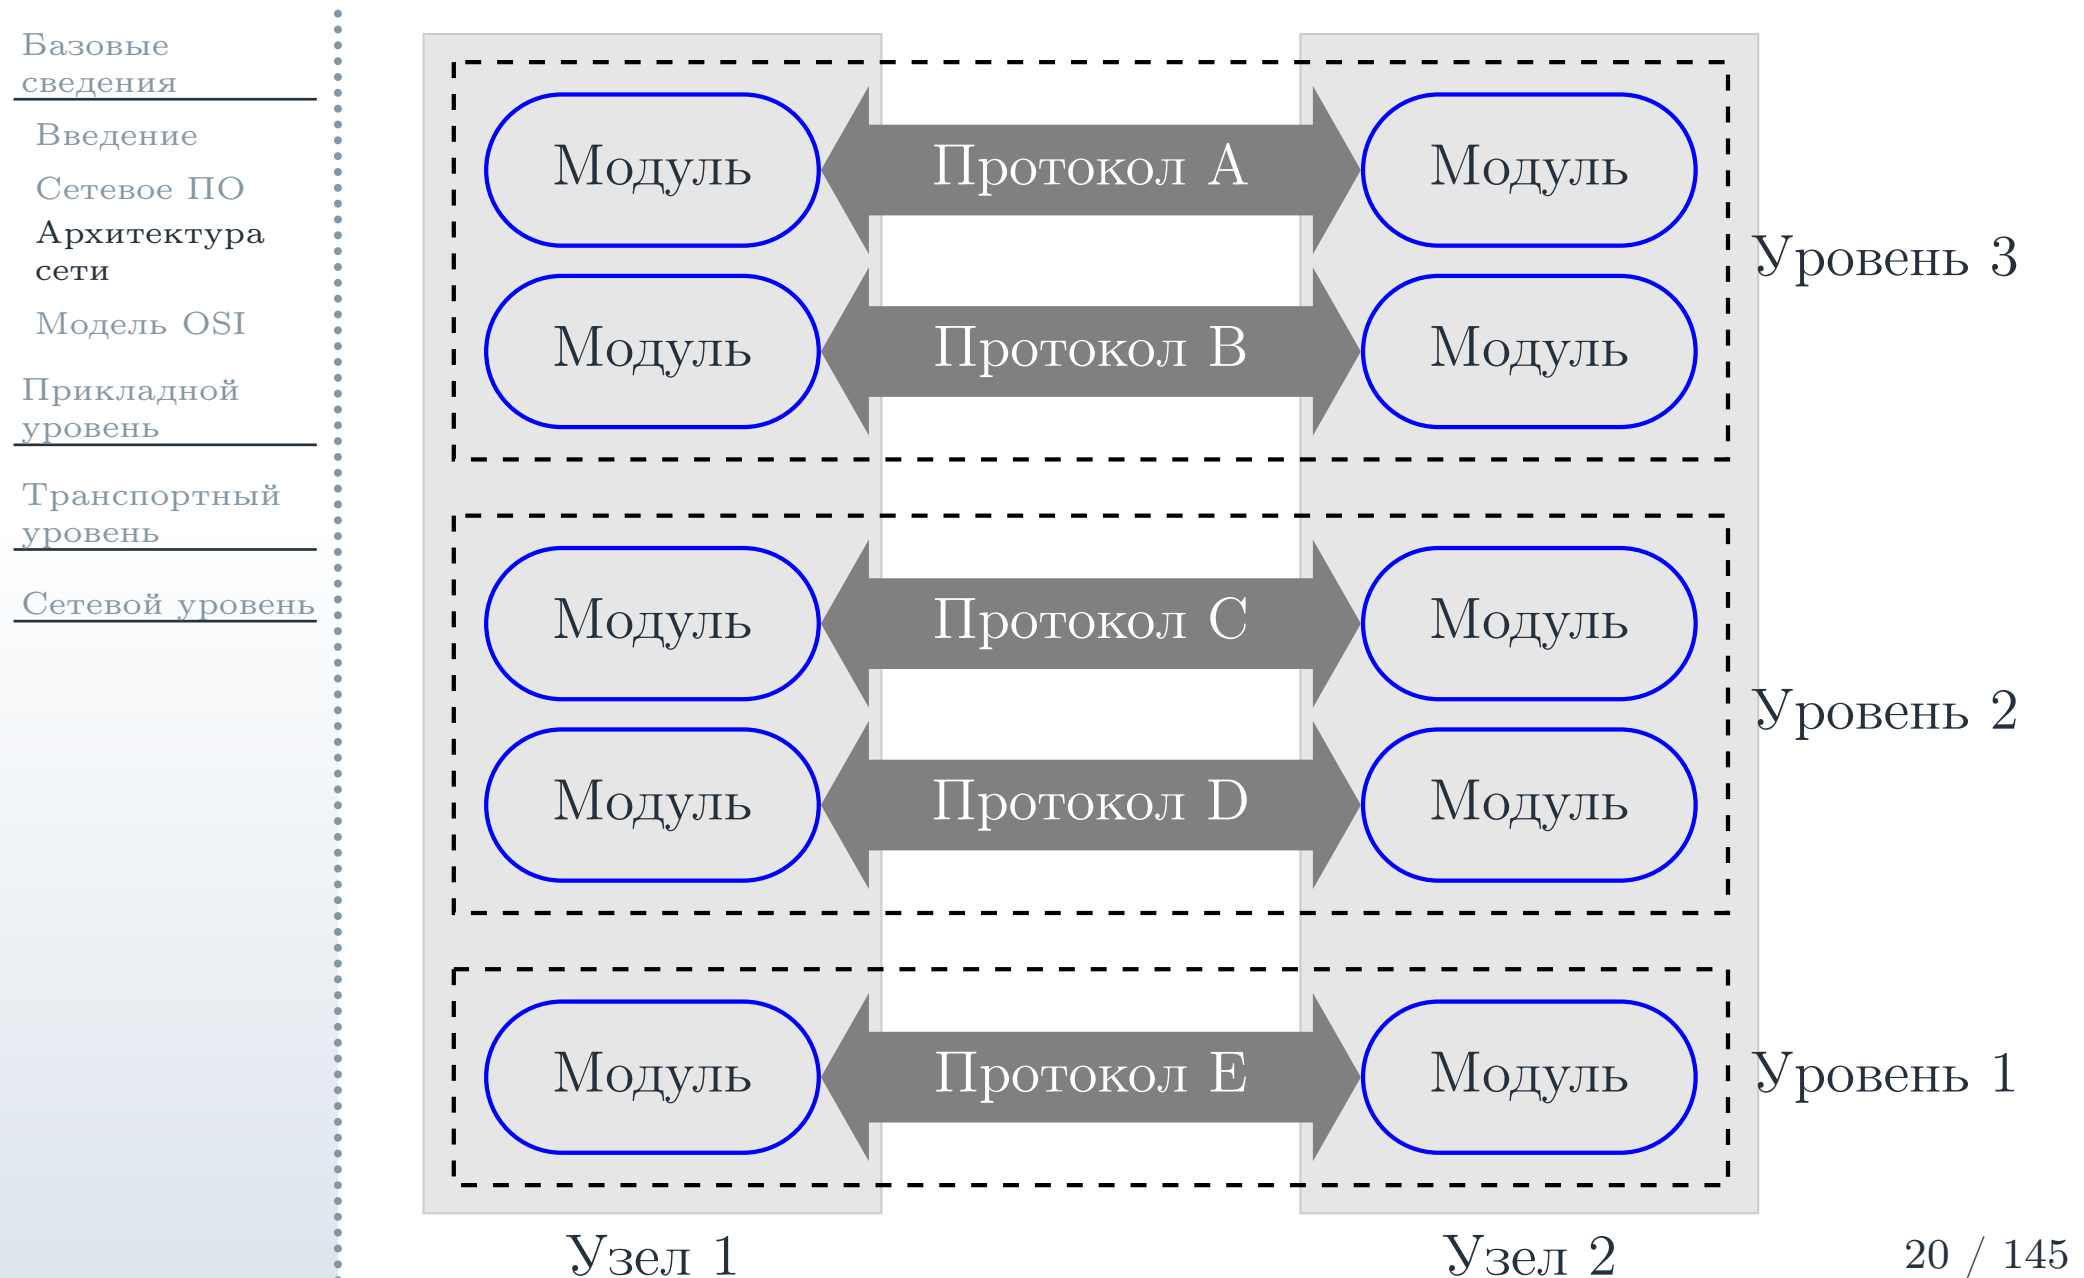 Базовые
сведения
Введение
Сетевое ПО
Архитектура
сети
Модель OSI
Прикладной
уровень
Транспортный
уровень
Сетевой уровень
Модуль Протокол A Модуль
Уровень 3
Модуль Протокол B Модуль
Модуль Протокол C Модуль
Уровень 2
Модуль Протокол D Модуль
Модуль Протокол E Модуль Уровень 1
Узел 1 Узел 2
20 / 145